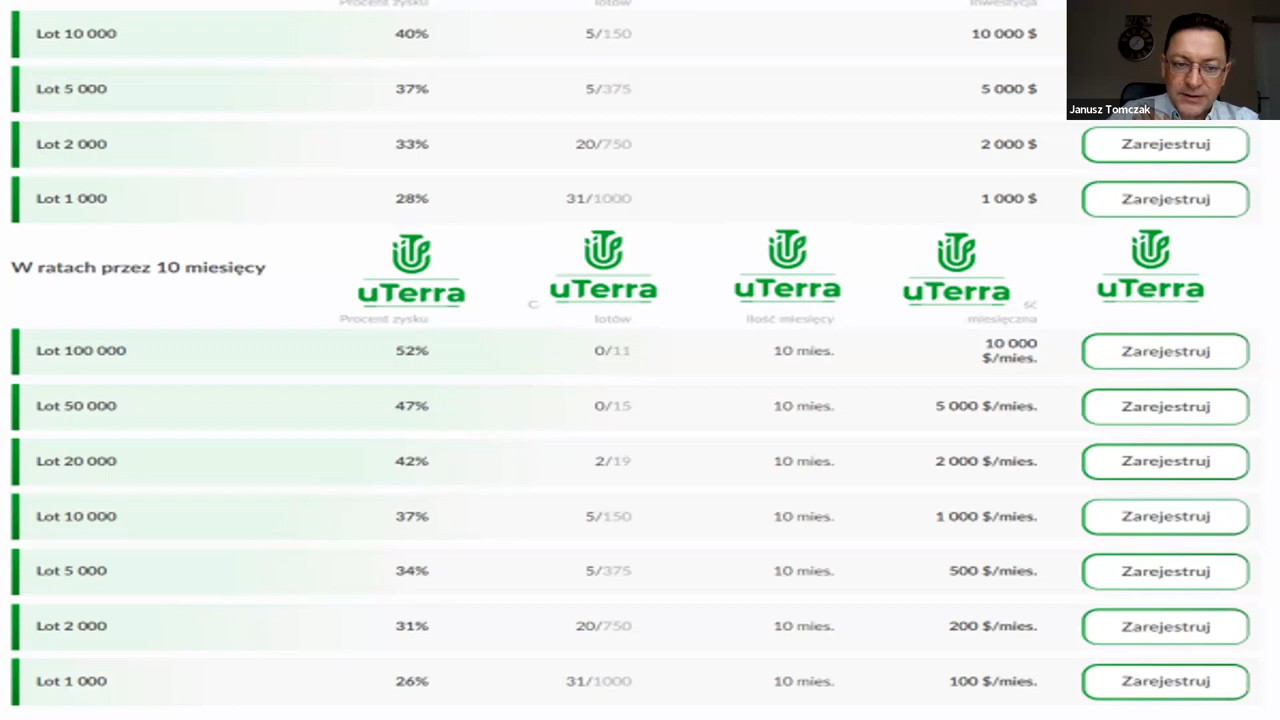 Procent zysku lotów Inwestycja
Lot 10 000 40% 5/150 10 000 $
Janusz Tomczak
Lot 5 000 37% 5/375 5 000 $
Lot 2 000 33% 20/750 2 000 $ Zarejestruj
Lot 1 000 28% 31/1000 1 000 $ Zarejestruj
W ratach przez 10 miesięcy
uTerra uTerra uTerra uTerra uTerra
Procent zysku lotów Ilość miesięcy miesięczna
Lot 100 000 52% 0/11 10 mies. 10 000 $/mies. Zarejestruj
Lot 50 000 47% 0/15 10 mies. 5 000 $/mies. Zarejestruj
Lot 20 000 42% 2/19 10 mies. 2 000 $/mies. Zarejestruj
Lot 10 000 37% 5/150 10 mies. 1 000 $/mies. Zarejestruj
Lot 5 000 34% 5/375 10 mies. 500 $/mies. Zarejestruj
Lot 2 000 31% 20/750 10 mies. 200 $/mies. Zarejestruj
Lot 1 000 26% 31/1000 10 mies. 100 $/mies. Zarejestruj